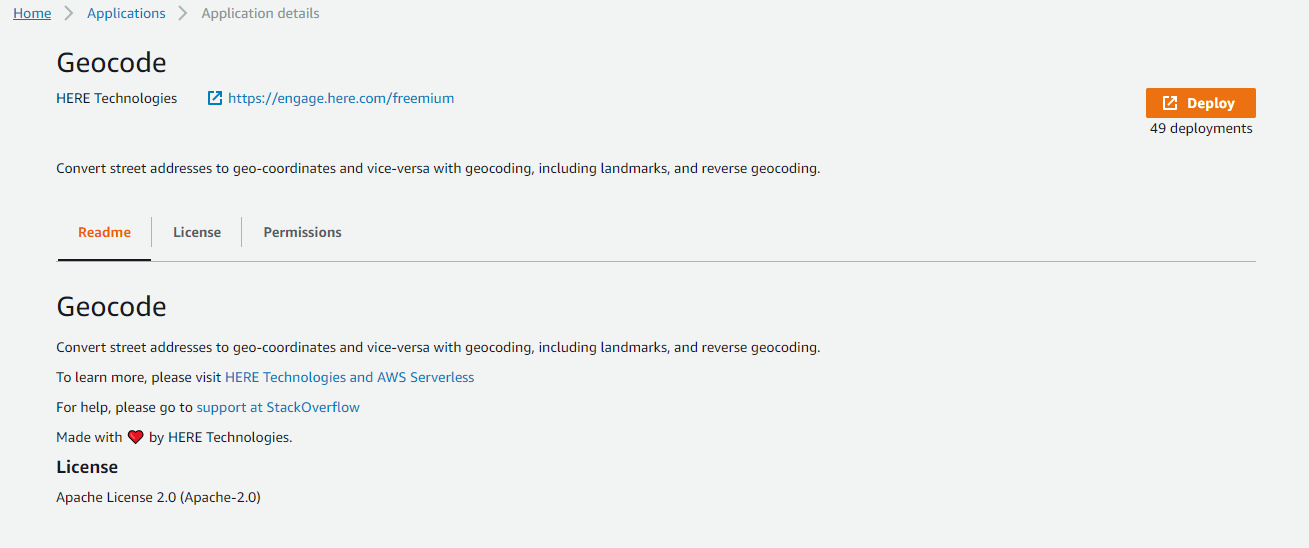 Home Applications Application details
Geocode
HERE Technologies https://engage.here.com/freemium
Deploy
49 deployments
Convert street addresses to geo-coordinates and vice-versa with geocoding, including landmarks, and reverse geocoding.
Readme License Permissions
Geocode
Convert street addresses to geo-coordinates and vice-versa with geocoding, including landmarks, and reverse geocoding.
To learn more, please visit HERE Technologies and AWS Serverless
For help, please go to support at StackOverflow
Made with ❤ by HERE Technologies.
License
Apache License 2.0 (Apache-2.0)